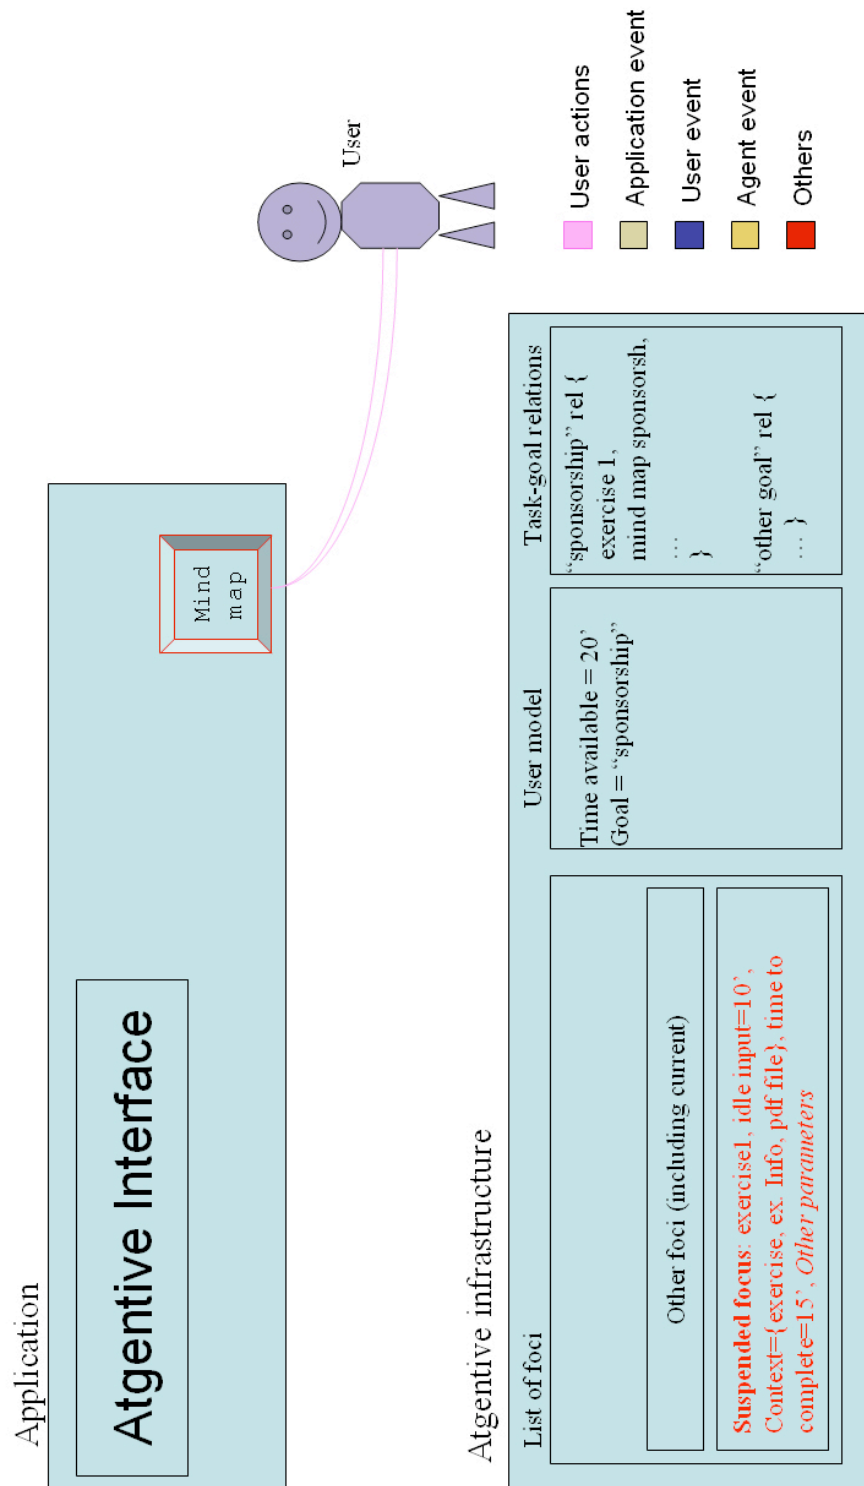 Application
Atgentive Interface
Mind
map
User
Atgentive infrastructure
List of foci
Other foci (including current)
Suspended focus: exercise1, idle input=10’,
Context={exercise, ex. Info, pdf file}, time to
complete=15’, Other parameters
User model
Time available = 20’
Goal = “sponsorship”
Task-goal relations
“sponsorship” rel {
exercise 1,
mind map sponsorsh,
…
}
“other goal” rel {
… }
User actions
Application event
User event
Agent event
Others